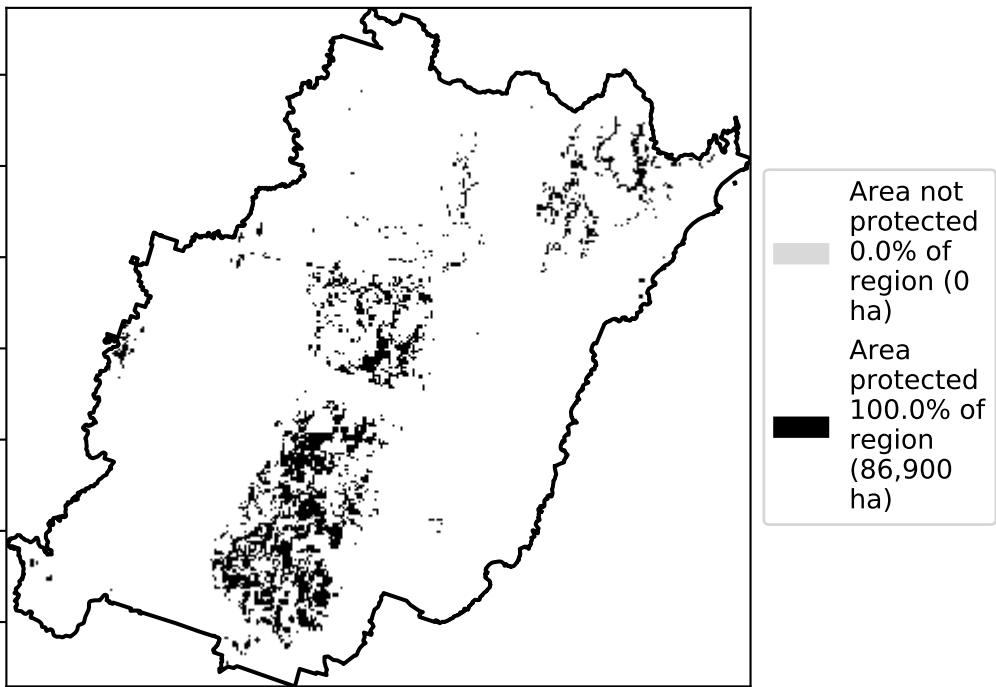 Area not
protected
0.0% of
region (0
ha)
Area
protected
100.0% of
region
(86,900
ha)